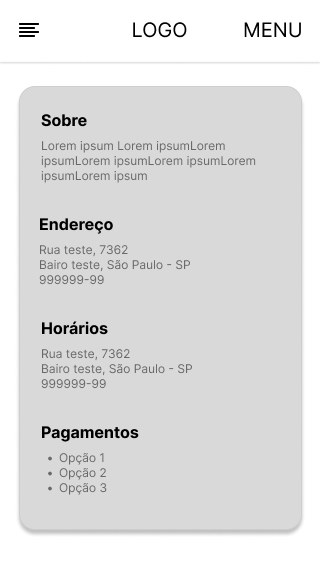 LOGO MENU
Sobre
Lorem ipsum Lorem ipsumLorem
ipsumLorem ipsumLorem ipsumLorem
ipsumLorem ipsum
Endereço
Rua teste, 7362
Bairo teste, São Paulo - SP
999999-99
Horários
Rua teste, 7362
Bairo teste, São Paulo - SP
999999-99
Pagamentos
• Opção 1
• Opção 2
• Opção 3